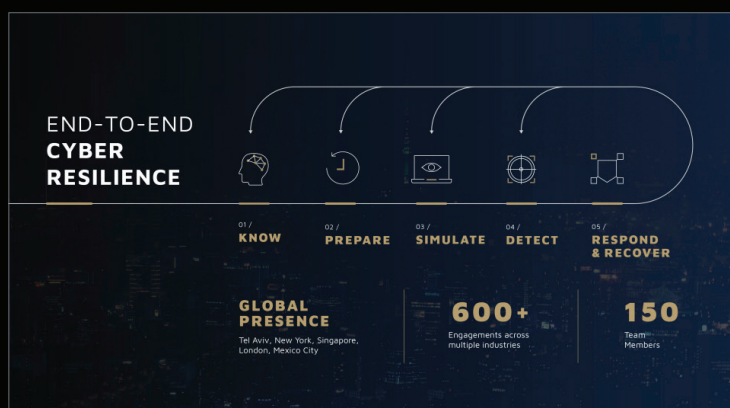 END-TO-END
CYBER
RESILIENCE
01 /
KNOW
02 /
PREPARE
03 /
SIMULATE
04 /
DETECT
05 /
RESPOND
& RECOVER
GLOBAL
PRESENCE
Tel Aviv, New York, Singapore,
London, Mexico City
600+
Engagements across
multiple industries
150
Team
Members